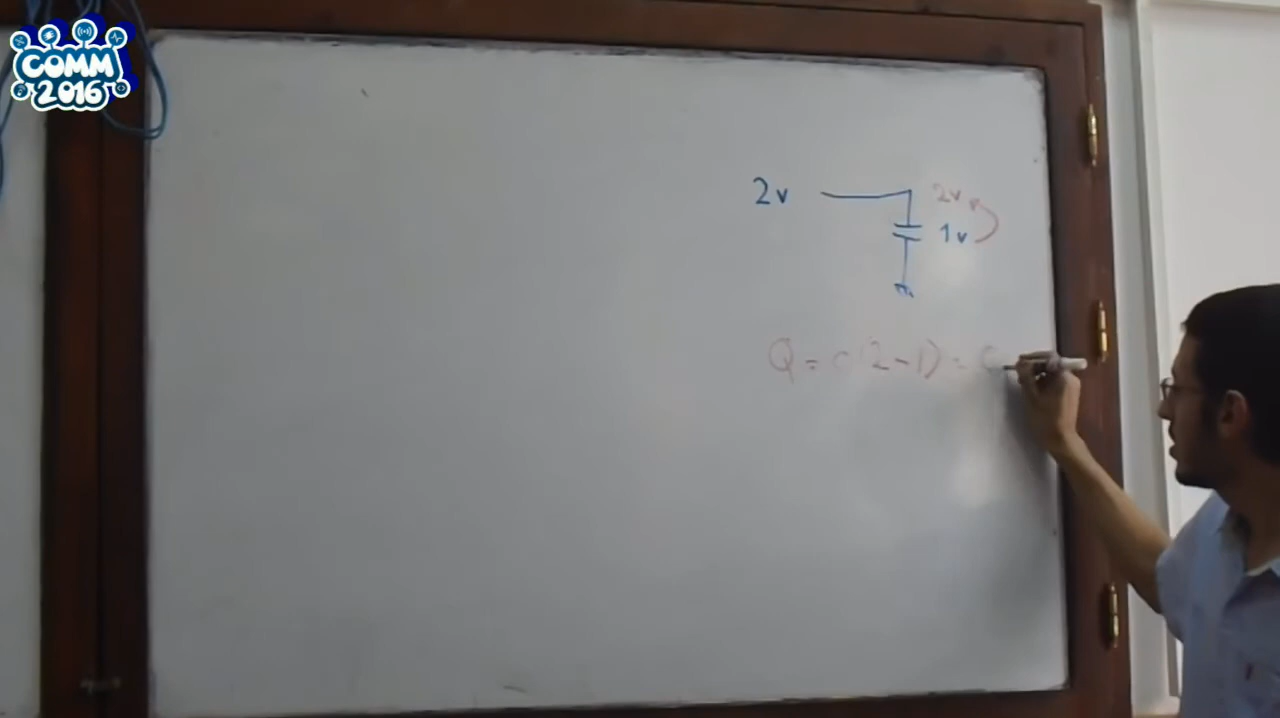 COMM
2016
2v 2v
1v
Q = c (2-1) = C